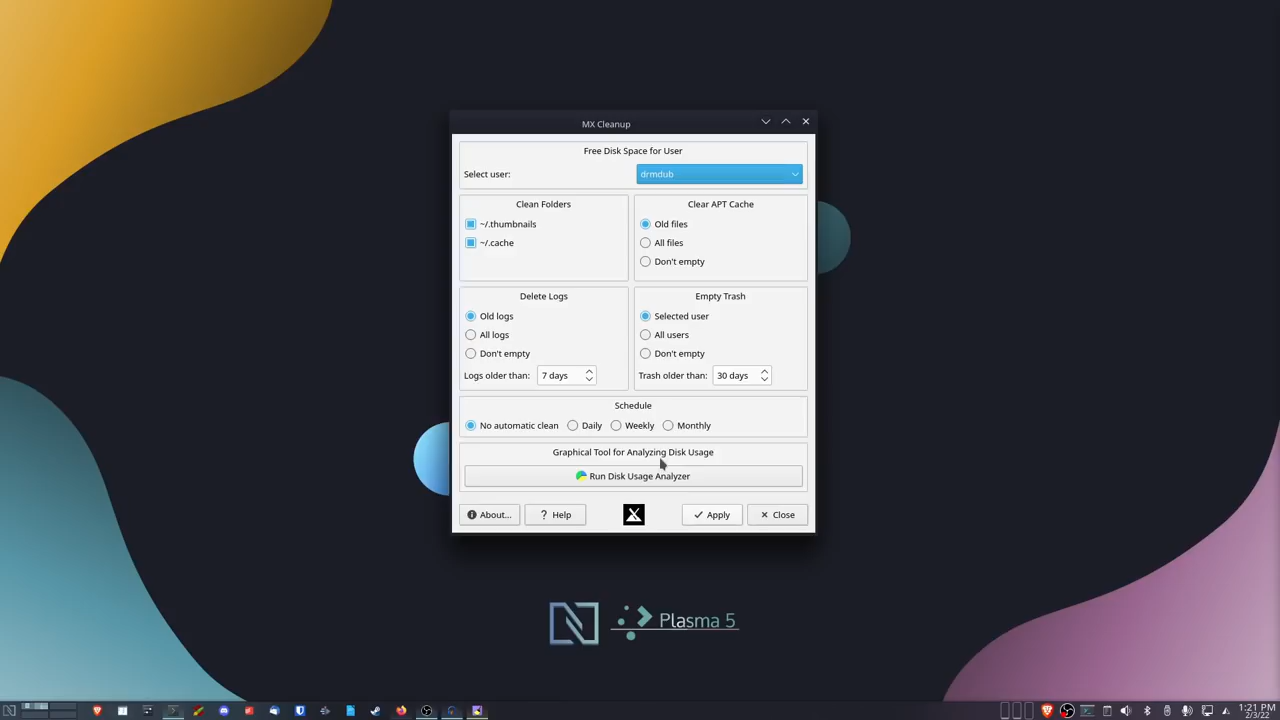 MX Cleanup
Free Disk Space for User
Select user:
drmdub
Clean Folders
~/.thumbnails
~/.cache
Clear APT Cache
Old files
All files
Don't empty
Delete Logs
Old logs
All logs
Don't empty
Logs older than:
7 days
Empty Trash
Selected user
All users
Don't empty
Trash older than:
30 days
Schedule
No automatic clean
Daily
Weekly
Monthly
Graphical Tool for Analyzing Disk Usage
Run Disk Usage Analyzer
About...
? Help
Apply
Close
Plasma 5
1:21 PM
2/3/22